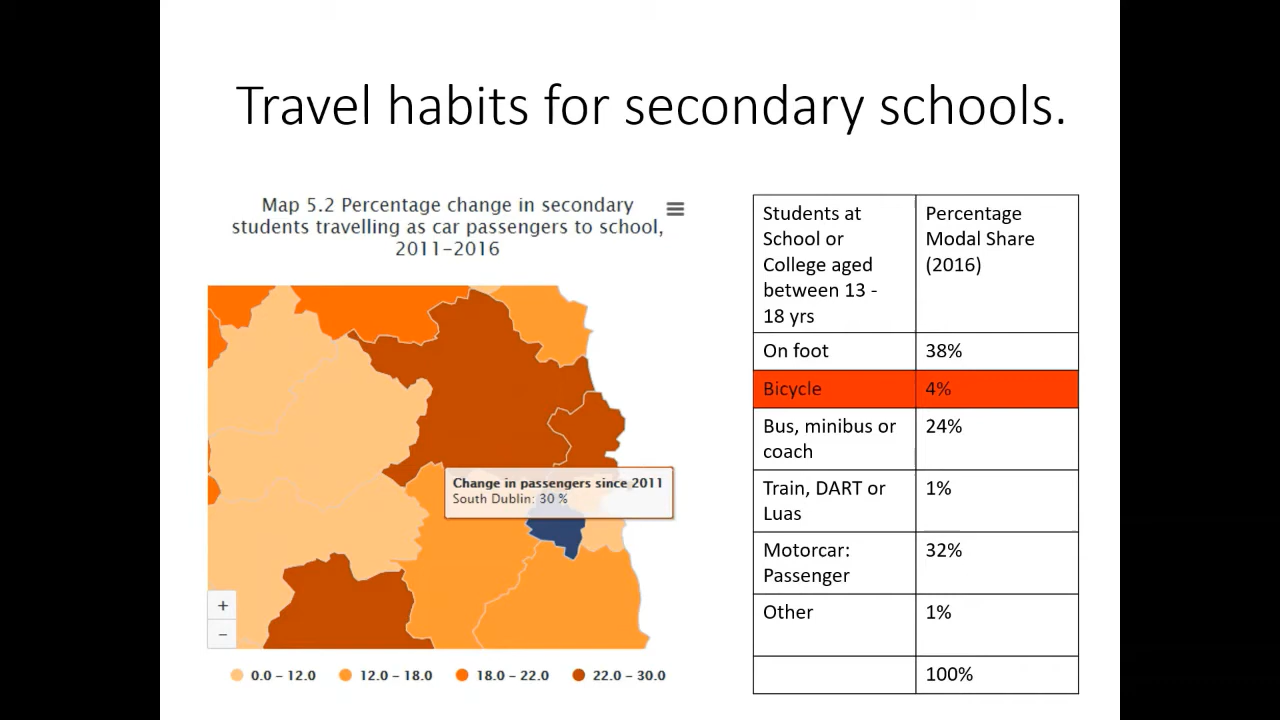 Travel habits for secondary schools.
Map 5.2 Percentage change in secondary
students travelling as car passengers to school,
2011-2016
Change in passengers since 2011
South Dublin: 30 %
+
−
0.0 - 12.0
12.0 - 18.0
18.0 - 22.0
22.0 - 30.0
Students at
School or
College aged
between 13 -
18 yrs
Percentage
Modal Share
(2016)
On foot
38%
Bicycle
4%
Bus, minibus or
coach
24%
Train, DART or
Luas
1%
Motorcar:
Passenger
32%
Other
1%
100%